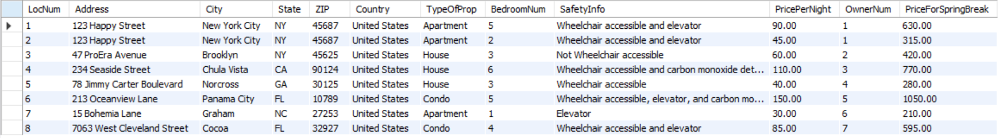 LocNum Address City State ZIP Country TypeOfProp BedroomNum SafetyInfo PricePerNight OwnerNum PriceForSpringBreak
1 123 Happy Street New York City NY 45687 United States Apartment 5 Wheelchair accessible and elevator 90.00 1 630.00
2 123 Happy Street New York City NY 45687 United States Apartment 2 Wheelchair accessible and elevator 45.00 1 315.00
3 47 ProEra Avenue Brooklyn NY 45625 United States House 3 Not Wheelchair accessible 60.00 2 420.00
4 234 Seaside Street Chula Vista CA 90124 United States House 6 Wheelchair accessible and carbon monoxide det... 110.00 3 770.00
5 78 Jimmy Carter Boulevard Norcross GA 30125 United States House 3 Wheelchair accessible 40.00 4 280.00
6 213 Oceanview Lane Panama City FL 10789 United States Condo 5 Wheelchair accessible, elevator, and carbon mo... 150.00 5 1050.00
7 15 Bohemia Lane Graham NC 27253 United States Apartment 1 Elevator 30.00 6 210.00
8 7063 West Cleveland Street Cocoa FL 32927 United States Condo 4 Wheelchair accessible and elevator 85.00 7 595.00